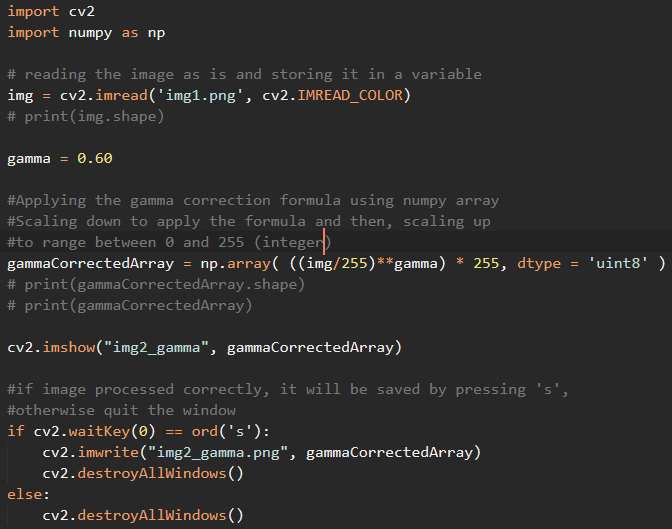 import cv2
import numpy as np
# reading the image as is and storing it in a variable
img = cv2.imread('img1.png', cv2.IMREAD_COLOR)
# print(img.shape)
gamma = 0.60
#Applying the gamma correction formula using numpy array
#Scaling down to apply the formula and then, scaling up
#to range between 0 and 255 (integer)
gammaCorrectedArray = np.array( ((img/255)**gamma) * 255, dtype = 'uint8' )
# print(gammaCorrectedArray.shape)
# print(gammaCorrectedArray)
cv2.imshow("img2_gamma", gammaCorrectedArray)
#if image processed correctly, it will be saved by pressing 's',
#otherwise quit the window
if cv2.waitKey(0) == ord('s'):
    cv2.imwrite("img2_gamma.png", gammaCorrectedArray)
    cv2.destroyAllWindows()
else:
    cv2.destroyAllWindows()